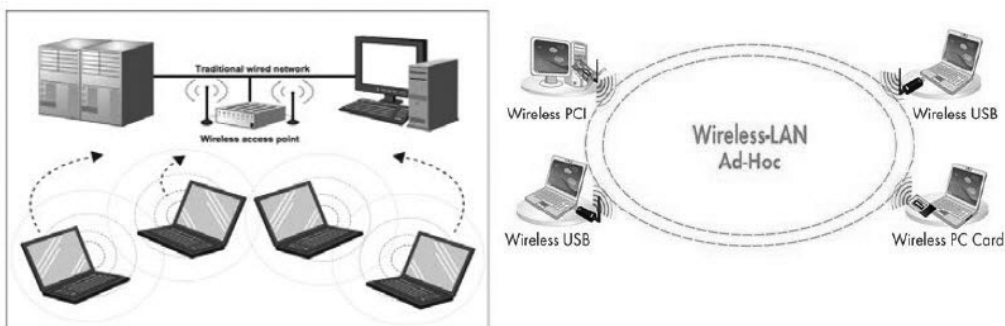 Traditional wired network
Wireless access point
Wireless PCI
Wireless USB
Wireless-LAN
Ad-Hoc
Wireless USB
Wireless PC Card